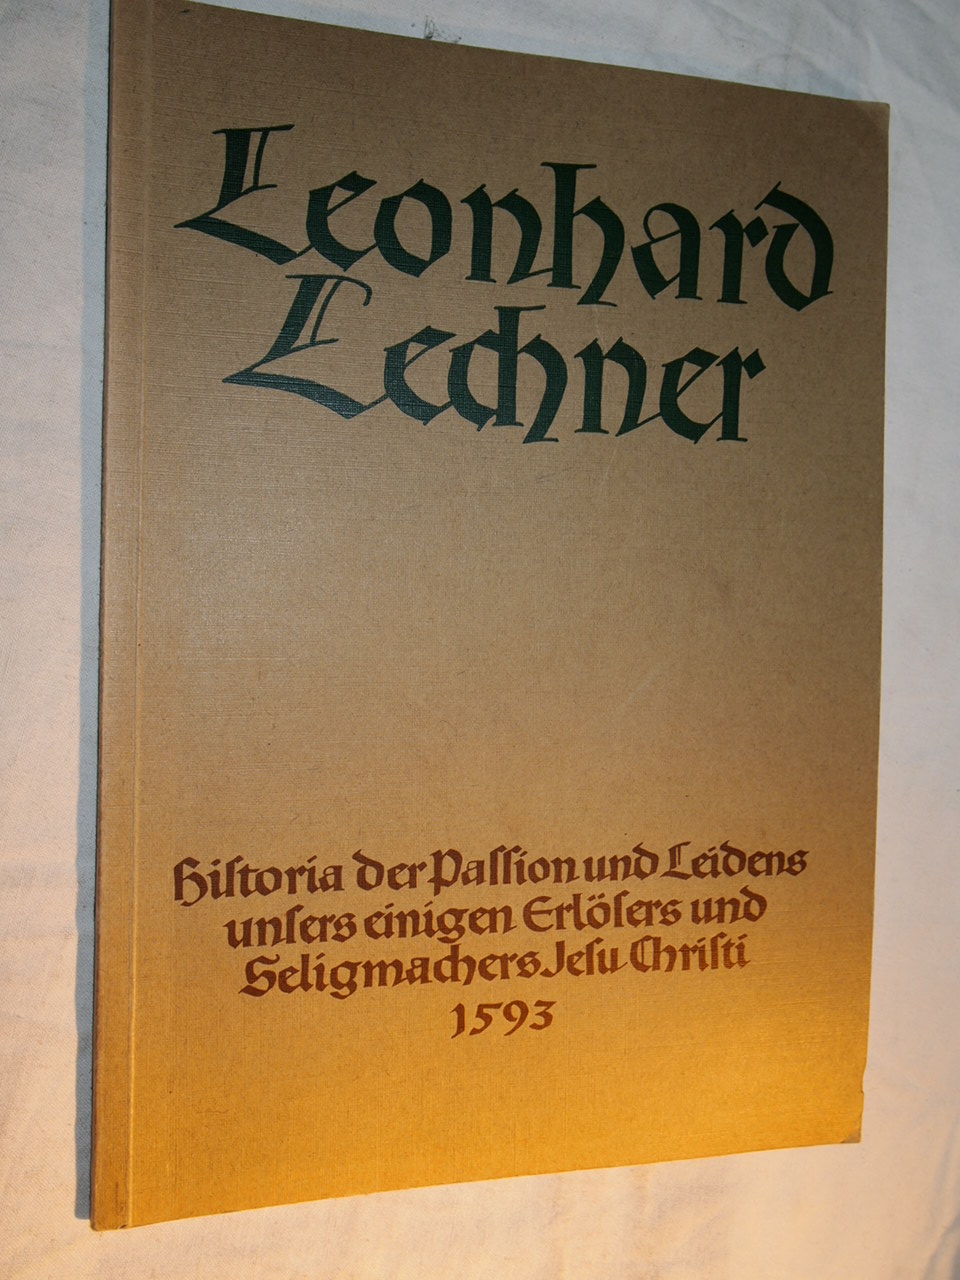 Leonhard
Lechner
Hiſtoria der Paſſion und Leidens
unſers einigen Erlöſers und
Seligmachers Jeſu Chriſti
1593